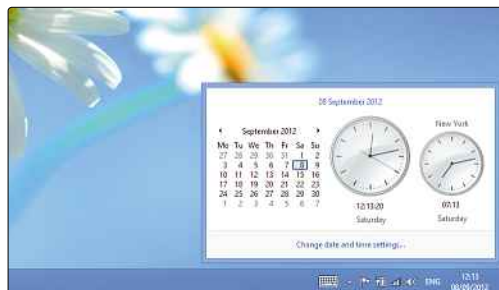 08 September 2012
September 2012
New York
Mo Tu We Th Fr Sa Su
27 28 29 30 31 1 2
3 4 5 6 7 8 9
10 11 12 13 14 15 16
17 18 19 20 21 22 23
24 25 26 27 28 29 30
1 2 3 4 5 6 7
12:13:20
07:13
Saturday
Saturday
Change date and time settings...
ENG
12:13
08/09/2012